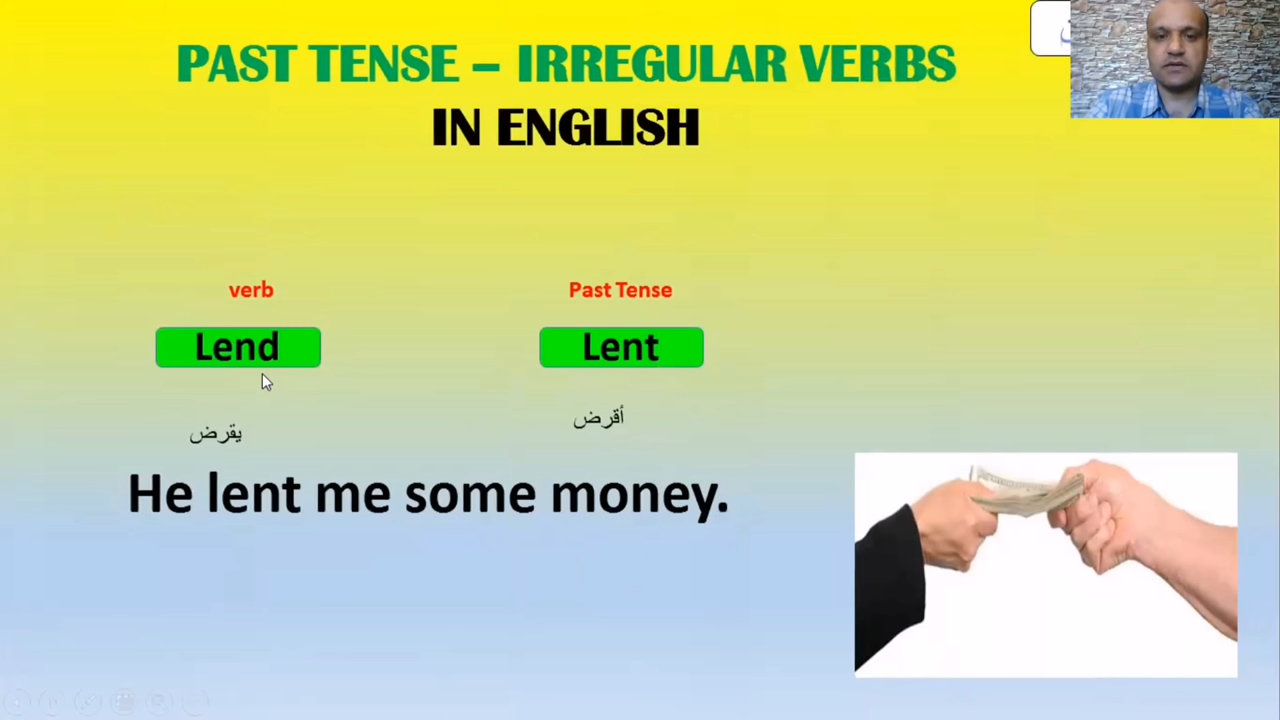 PAST TENSE – IRREGULAR VERBS
IN ENGLISH
verb
Past Tense
Lend
Lent
يقرض
أقرض
He lent me some money.